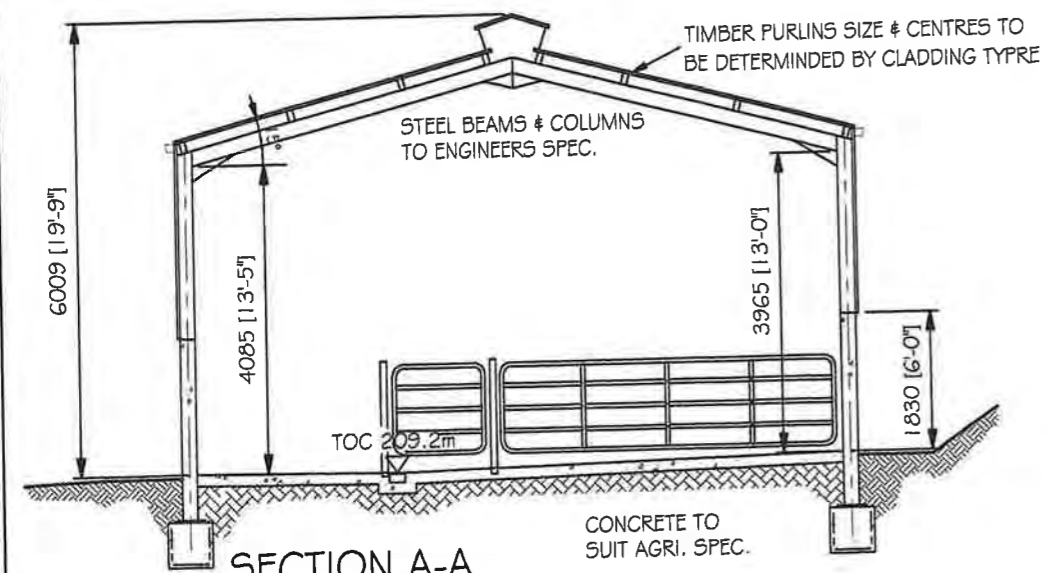 TIMBER PURLINS SIZE & CENTRES TO
BE DETERMINDED BY CLADDING TYPRE
STEEL BEAMS & COLUMNS
TO ENGINEERS SPEC.
15°
6009 [19'-9"]
4085 [13'-5"]
3965 [13'-0"]
1830 [6'-0"]
TOC 209.2m
CONCRETE TO
SUIT AGRI. SPEC.
SECTION A-A